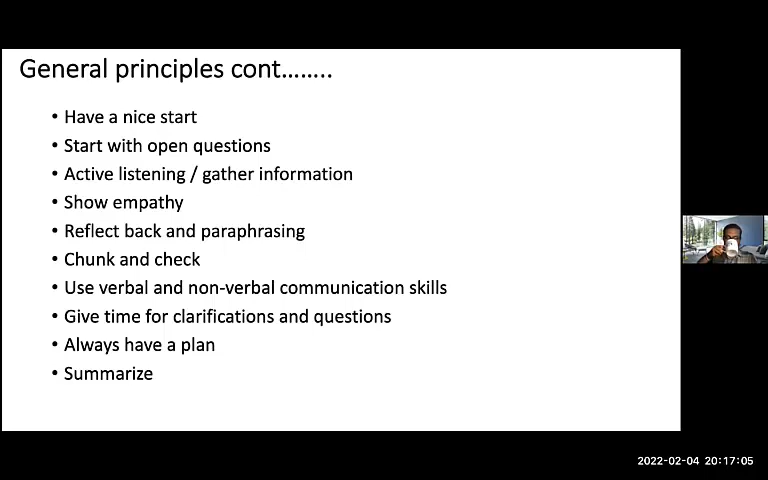 General principles cont........
• Have a nice start
• Start with open questions
• Active listening / gather information
• Show empathy
• Reflect back and paraphrasing
• Chunk and check
• Use verbal and non-verbal communication skills
• Give time for clarifications and questions
• Always have a plan
• Summarize
2022-02-04 20:17:05